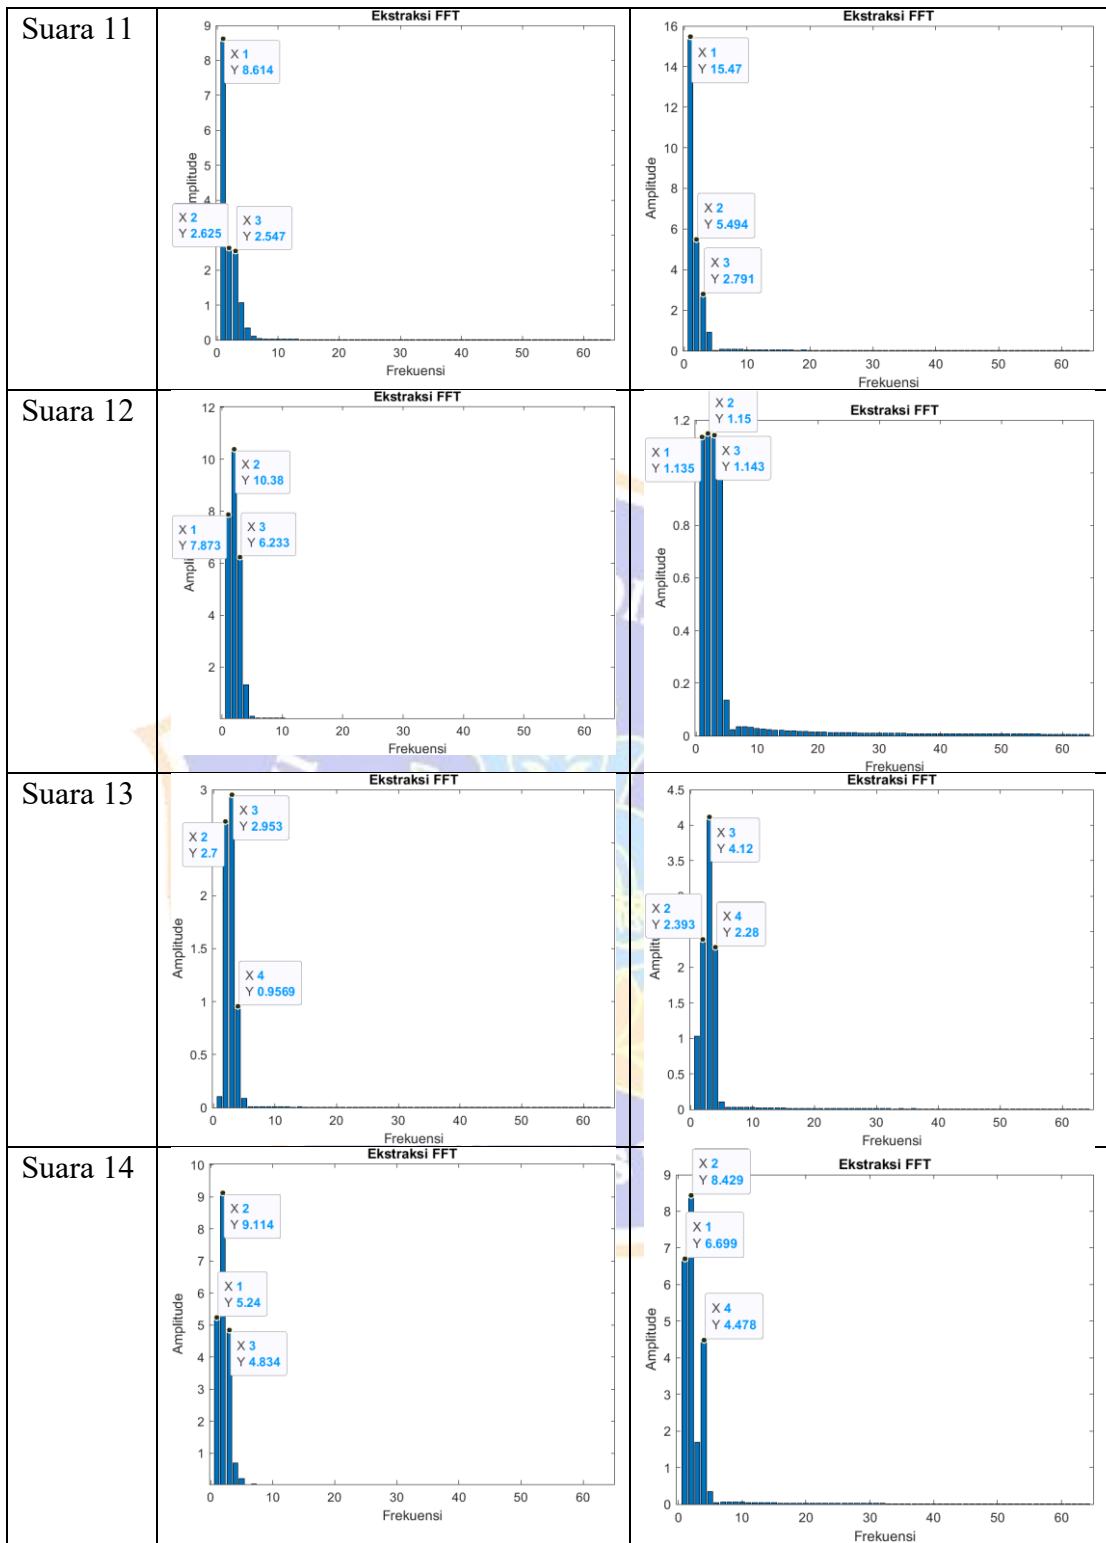 Suara 11
Ekstraksi FFT
9
8
7
6
5
4
2
1
0
X 1
Y 8.614
X 2
Y 2.625
X 3
Y 2.547
mplitude
0 10 20 30 40 50 60
Frekuensi
Ekstraksi FFT
16
14
12
10
8
6
4
2
0
X 1
Y 15.47
X 2
Y 5.494
X 3
Y 2.791
Amplitude
0 10 20 30 40 50 60
Frekuensi
Suara 12
Ekstraksi FFT
12
10
8
6
4
2
X 2
Y 10.38
X 1
Y 7.873
X 3
Y 6.233
Ampli
0 10 20 30 40 50 60
Frekuensi
Ekstraksi FFT
1.2
0.8
0.6
0.4
0.2
0
X 2
Y 1.15
X 1
Y 1.135
X 3
Y 1.143
Amplitude
0 10 20 30 40 50 60
Frekuensi
Suara 13
Ekstraksi FFT
3
2
1.5
1
0.5
0
X 3
Y 2.953
X 2
Y 2.7
X 4
Y 0.9569
Amplitude
0 10 20 30 40 50 60
Frekuensi
Ekstraksi FFT
4.5
4
3.5
2
1.5
1
0.5
0
X 3
Y 4.12
X 2
Y 2.393
X 4
Y 2.28
Amplitud
0 10 20 30 40 50 60
Frekuensi
Suara 14
Ekstraksi FFT
10
9
8
7
6
5
4
3
2
1
X 2
Y 9.114
X 1
Y 5.24
X 3
Y 4.834
Amplitude
0 10 20 30 40 50 60
Frekuensi
Ekstraksi FFT
9
8
7
6
5
4
3
2
1
0
X 2
Y 8.429
X 1
Y 6.699
X 4
Y 4.478
Amplitude
0 10 20 30 40 50 60
Frekuensi